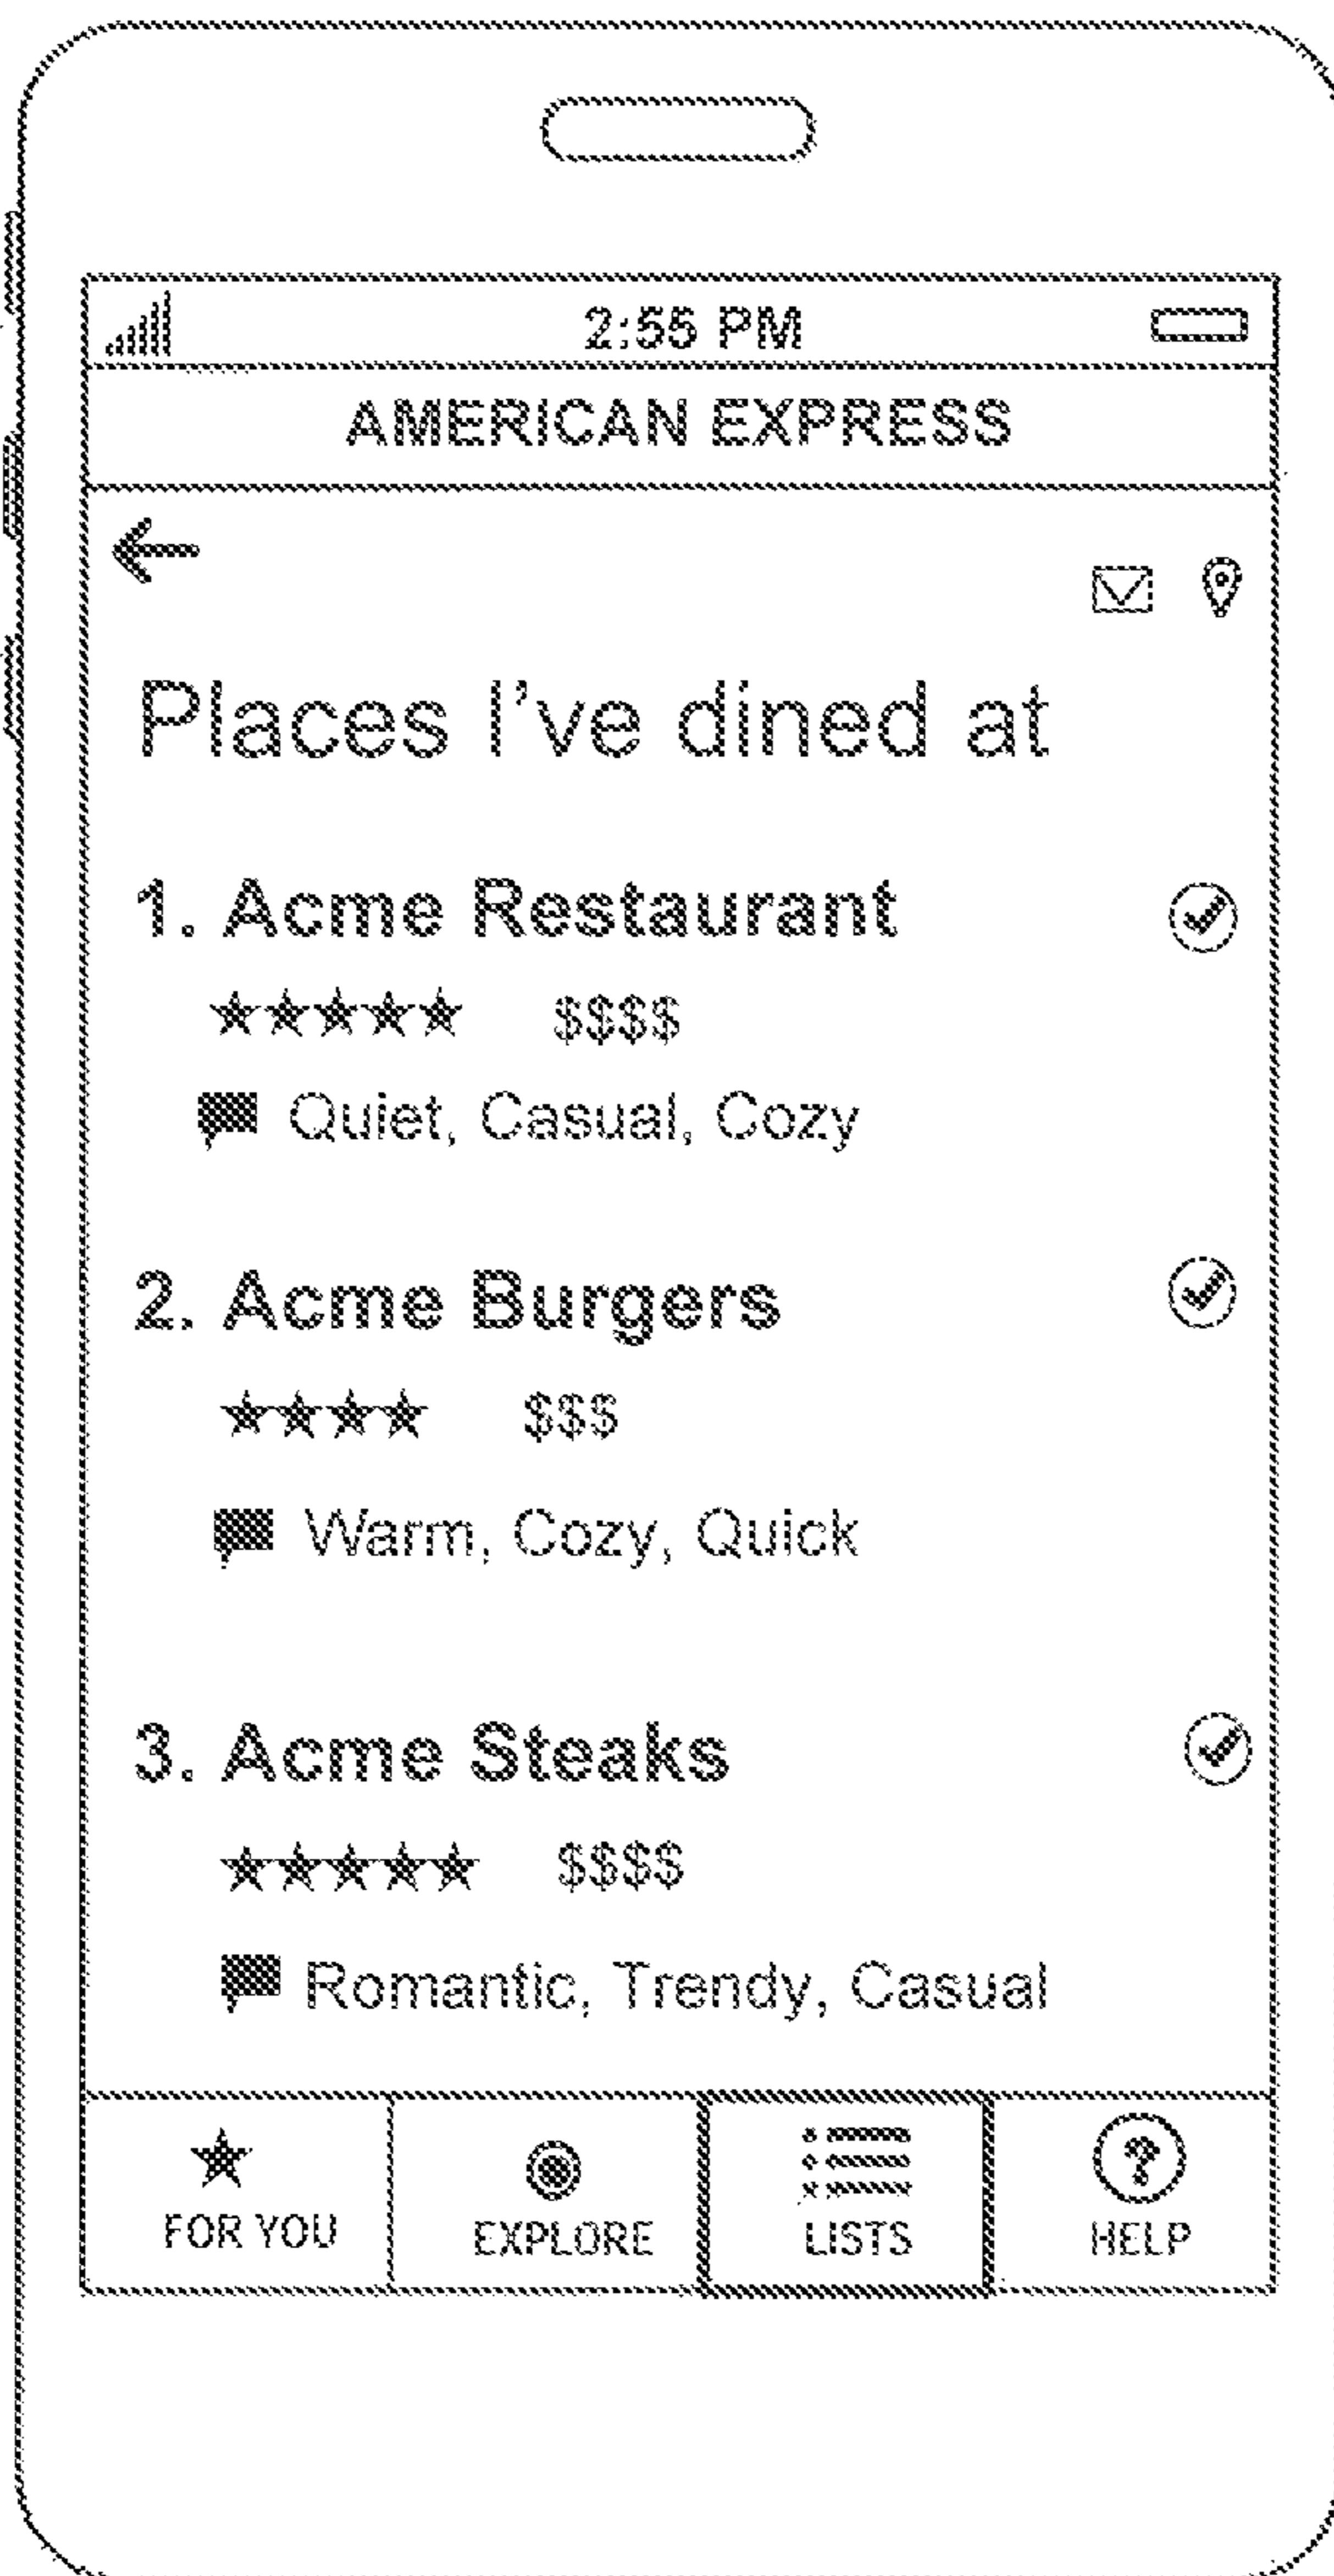 2:55 PM
AMERICAN EXPRESS
Places I've dined at
1. Acme Restaurant
$$$$
Quiet, Casual, Cozy
2. Acme Burgers
$$$
Warm, Cozy, Quick
3. Acme Steaks
$$$$
Romantic, Trendy, Casual
?
FOR YOU EXPLORE LISTS HELP